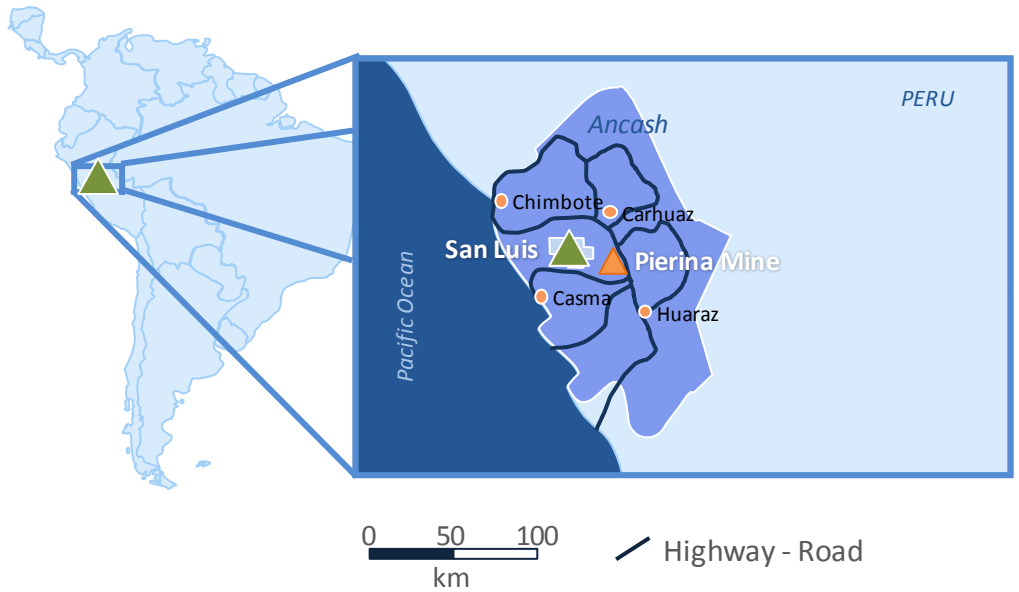 PERU
Ancash
Chimbote
Carhuaz
San Luis
Pierina Mine
Casma
Huaraz
Pacific Ocean
0 50 100
km
Highway - Road